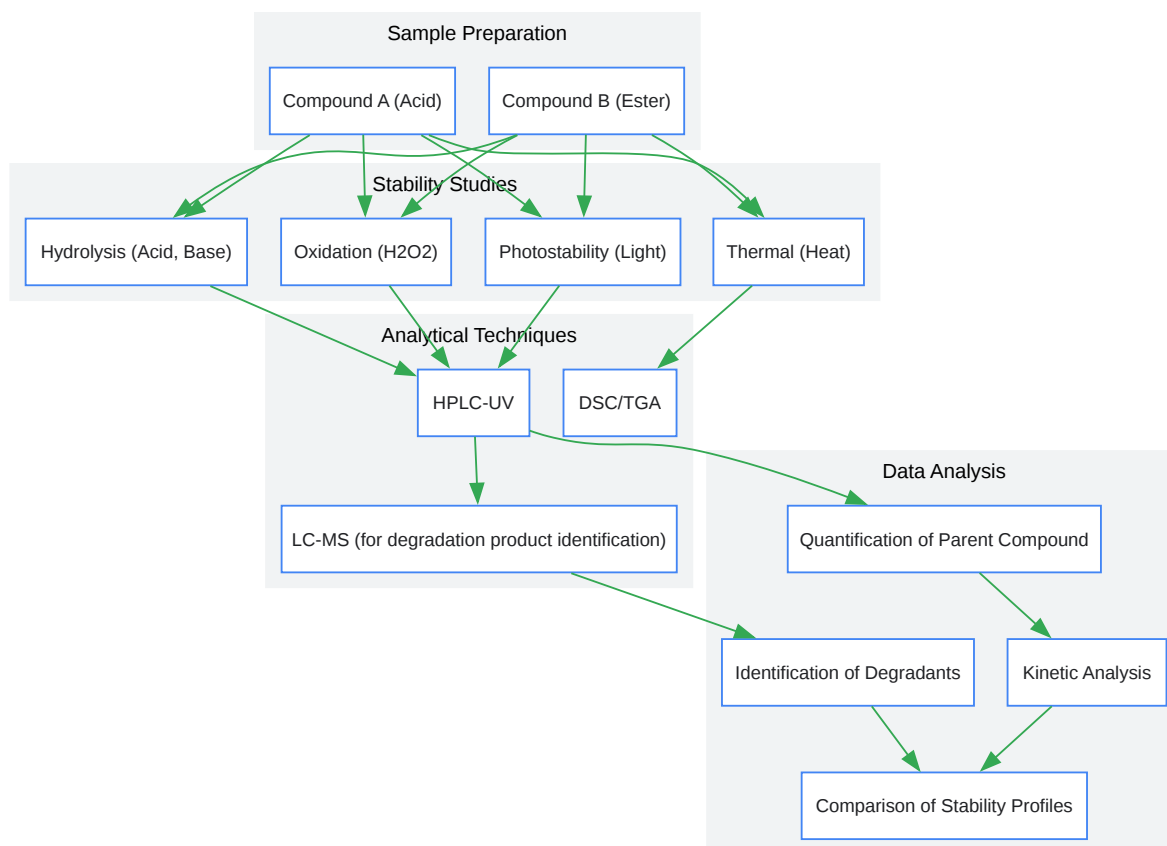 Sample Preparation
Compound A (Acid)
Compound B (Ester)
Stability Studies
Hydrolysis (Acid, Base)
Oxidation (H2O2)
Photostability (Light)
Thermal (Heat)
Analytical Techniques
HPLC-UV
DSC/TGA
Data Analysis
LC-MS (for degradation product identification)
Quantification of Parent Compound
Identification of Degradants
Kinetic Analysis
Comparison of Stability Profiles